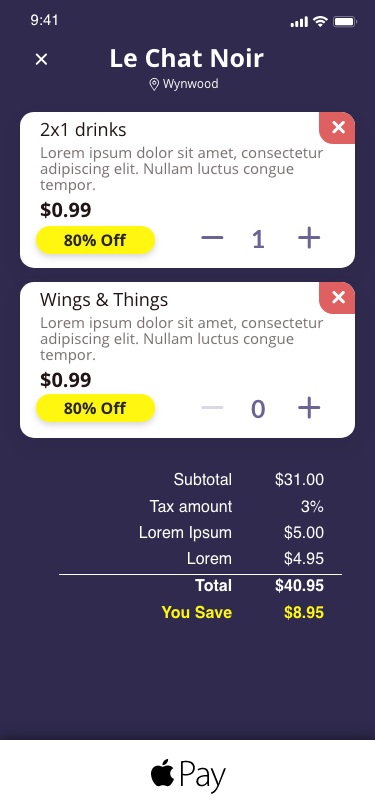 9:41
Le Chat Noir
Wynwood
2x1 drinks
Lorem ipsum dolor sit amet, consectetur
adipiscing elit. Nullam luctus congue
tempor.
$0.99
80% Off
1
Wings & Things
Lorem ipsum dolor sit amet, consectetur
adipiscing elit. Nullam luctus congue
tempor.
$0.99
80% Off
0
Subtotal $31.00
Tax amount 3%
Lorem Ipsum $5.00
Lorem $4.95
Total $40.95
You Save $8.95
Pay